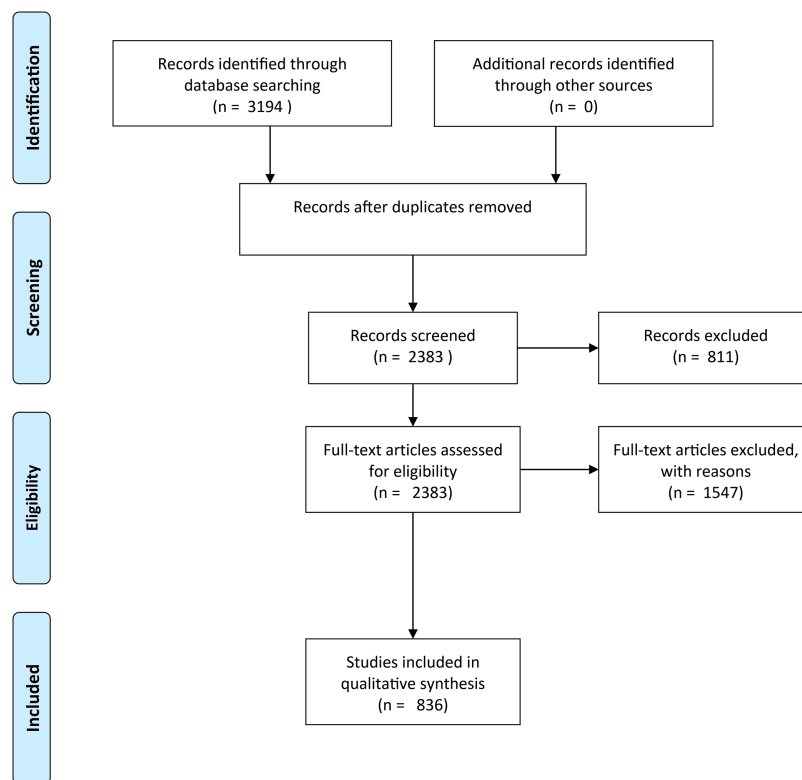 Identification
Records identified through
database searching
(n = 3194 )
Additional records identified
through other sources
(n = 0)
Records after duplicates removed
Screening
Records screened
(n = 2383 )
Records excluded
(n = 811)
Eligibility
Full-text articles assessed
for eligibility
(n = 2383)
Full-text articles excluded,
with reasons
(n = 1547)
Included
Studies included in
qualitative synthesis
(n = 836)